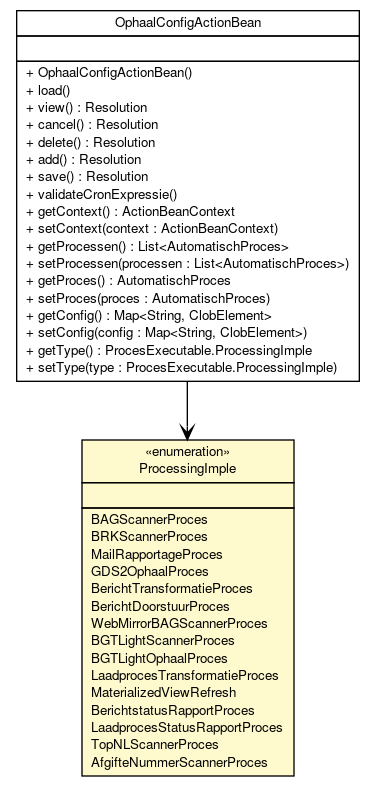 OphaalConfigActionBean
+ OphaalConfigActionBean()
+ load()
+ view() : Resolution
+ cancel() : Resolution
+ delete() : Resolution
+ add() : Resolution
+ save() : Resolution
+ validateCronExpressie()
+ getContext() : ActionBeanContext
+ setContext(context : ActionBeanContext)
+ getProcessen() : List<AutomatischProces>
+ setProcessen(processen : List<AutomatischProces>)
+ getProces() : AutomatischProces
+ setProces(proces : AutomatischProces)
+ getConfig() : Map<String, ClobElement>
+ setConfig(config : Map<String, ClobElement>)
+ getType() : ProcesExecutable.ProcessingImple
+ setType(type : ProcesExecutable.ProcessingImple)
«enumeration»
ProcessingImple
BAGScannerProces
BRKScannerProces
MailRapportageProces
GDS2OphaalProces
BerichtTransformatieProces
BerichtDoorstuurProces
WebMirrorBAGScannerProces
BGTLightScannerProces
BGTLightOphaalProces
LaadprocesTransformatieProces
MaterializedViewRefresh
BerichtstatusRapportProces
LaadprocesStatusRapportProces
TopNLScannerProces
AfgifteNummerScannerProces